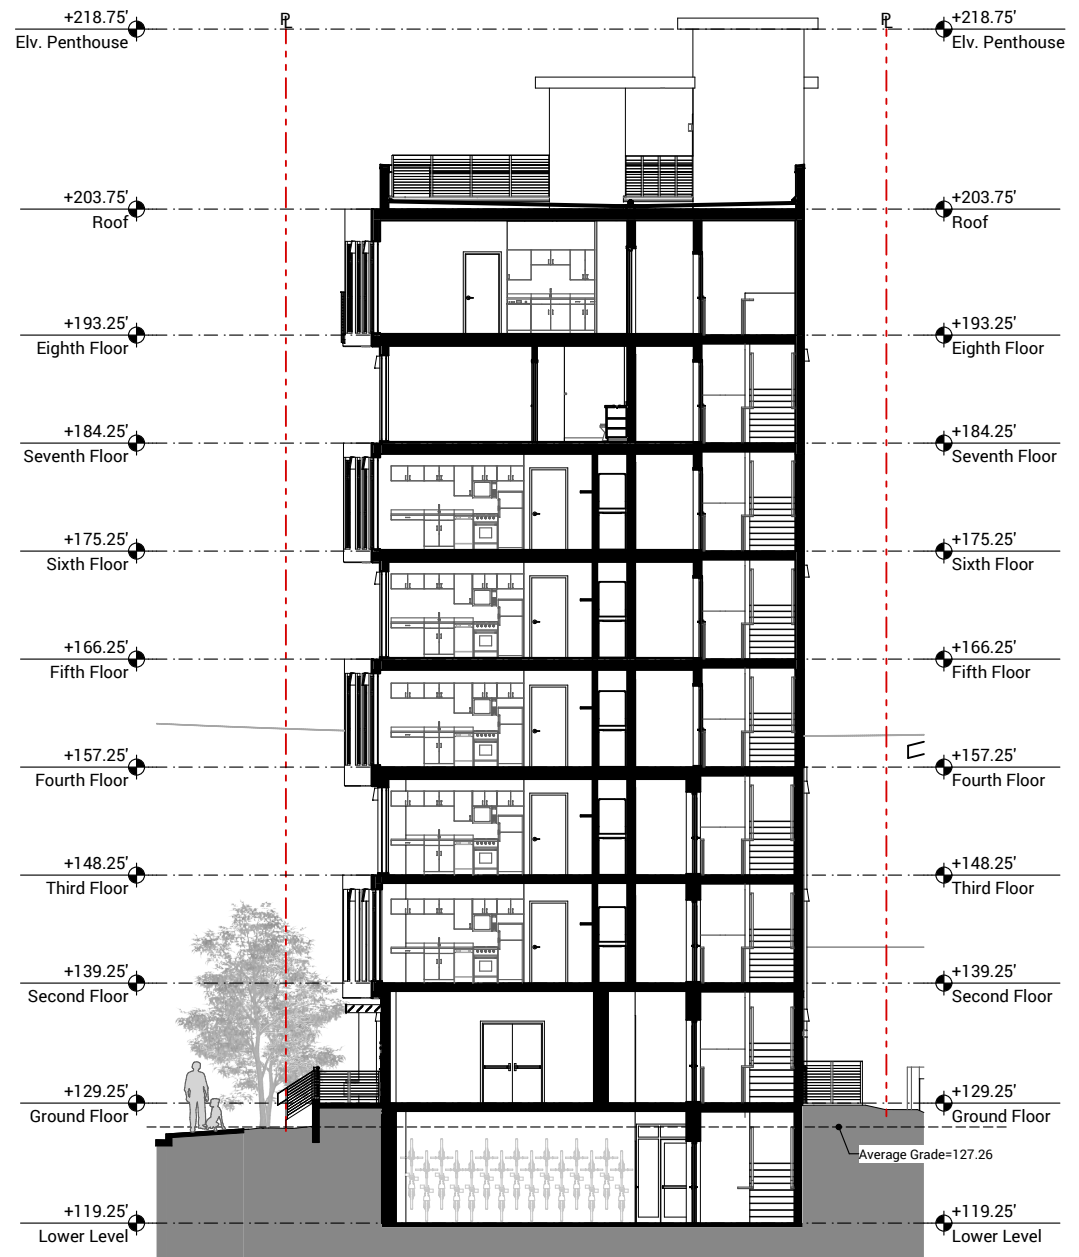 +218.75'
Elv. Penthouse
PL
PL
+218.75'
Elv. Penthouse
+203.75'
Roof
+203.75'
Roof
+193.25'
Eighth Floor
+193.25'
Eighth Floor
+184.25'
Seventh Floor
+184.25'
Seventh Floor
+175.25'
Sixth Floor
+175.25'
Sixth Floor
+166.25'
Fifth Floor
+166.25'
Fifth Floor
+157.25'
Fourth Floor
+157.25'
Fourth Floor
+148.25'
Third Floor
+148.25'
Third Floor
+139.25'
Second Floor
+139.25'
Second Floor
+129.25'
Ground Floor
+129.25'
Ground Floor
Average Grade=127.26
+119.25'
Lower Level
+119.25'
Lower Level